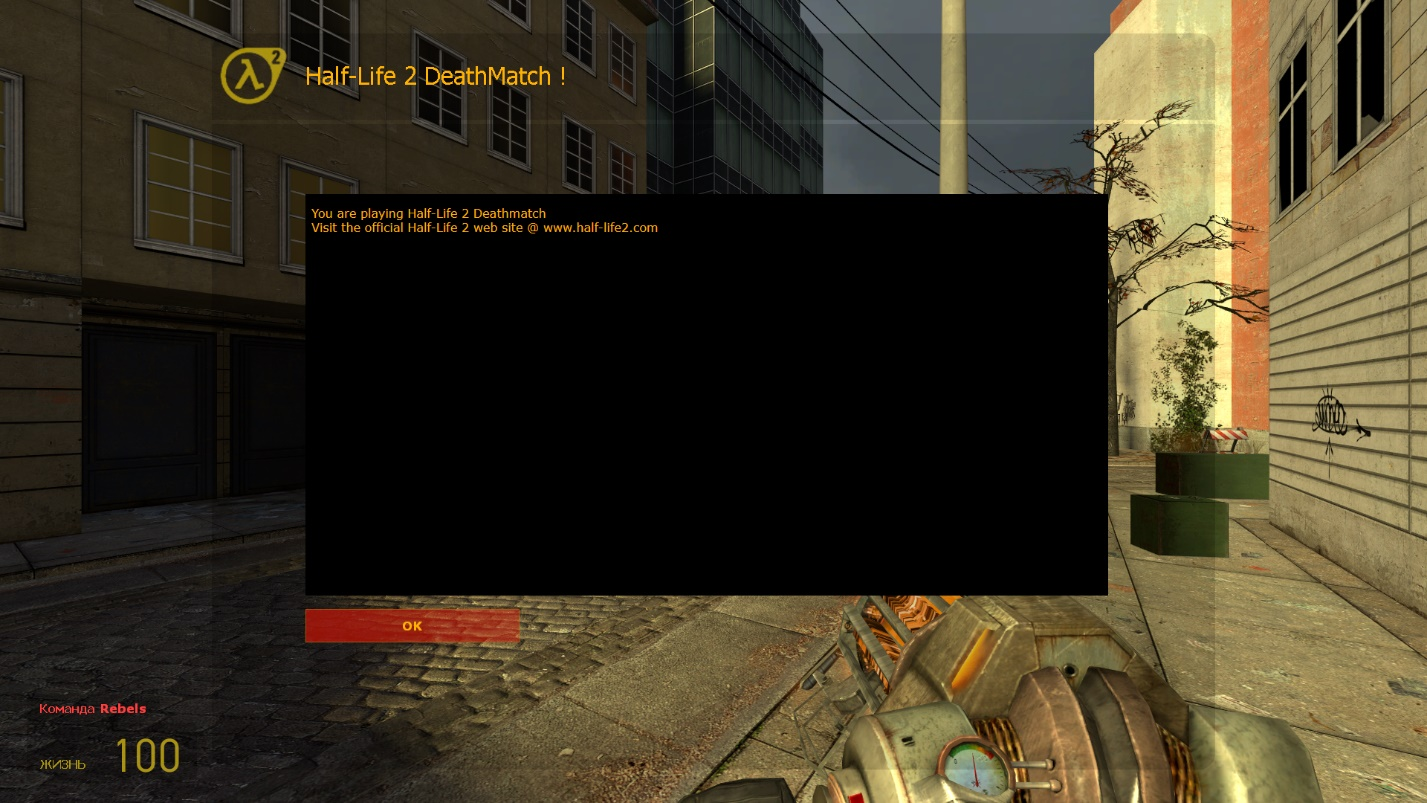 Half-Life 2 DeathMatch !
You are playing Half-Life 2 Deathmatch
Visit the official Half-Life 2 web site @ www.half-life2.com
OK
Команда Rebels
ЖИЗНЬ 100